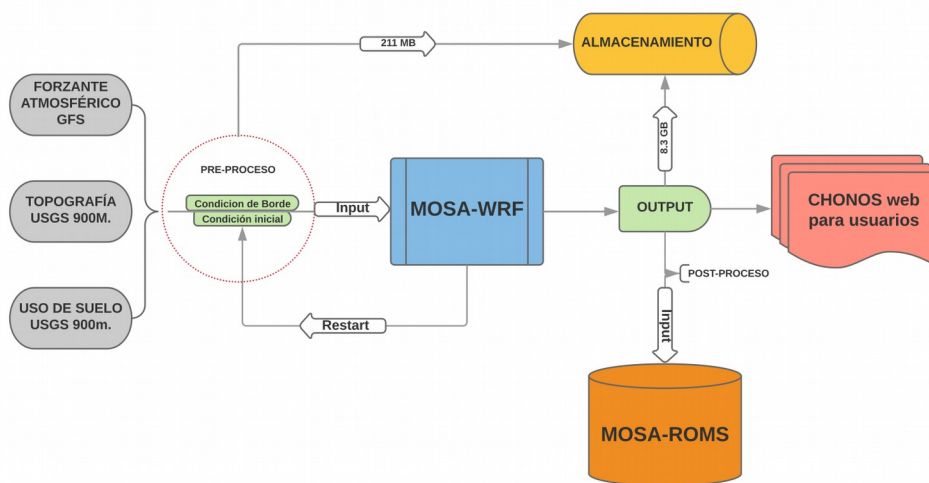 FORZANTE
ATMOSFÉRICO
GFS
TOPOGRAFÍA
USGS 900M.
USO DE SUELO
USGS 900m.
PRE-PROCESO
Condicion de Borde
Condición inicial
211 MB
Input
Restart
MOSA-WRF
ALMACENAMIENTO
8.3 GB
OUTPUT
CHONOS web
para usuarios
POST-PROCESO
Input
MOSA-ROMS